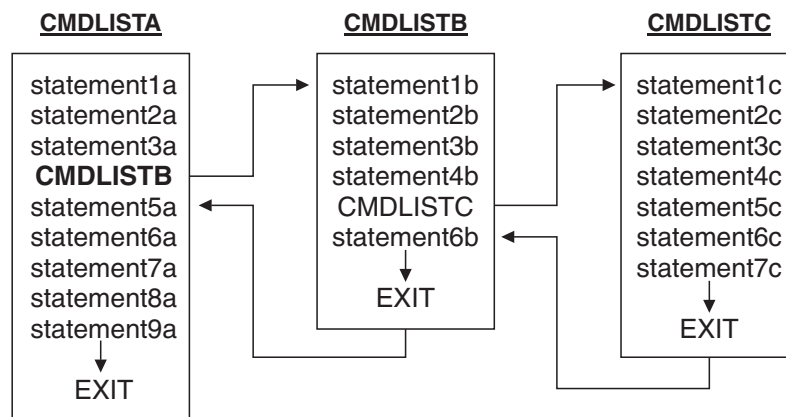 CMDLISTA
statement1a
statement2a
statement3a
CMDLISTB
statement5a
statement6a
statement7a
statement8a
statement9a
EXIT
CMDLISTB
statement1b
statement2b
statement3b
statement4b
CMDLISTC
statement6b
EXIT
CMDLISTC
statement1c
statement2c
statement3c
statement4c
statement5c
statement6c
statement7c
EXIT